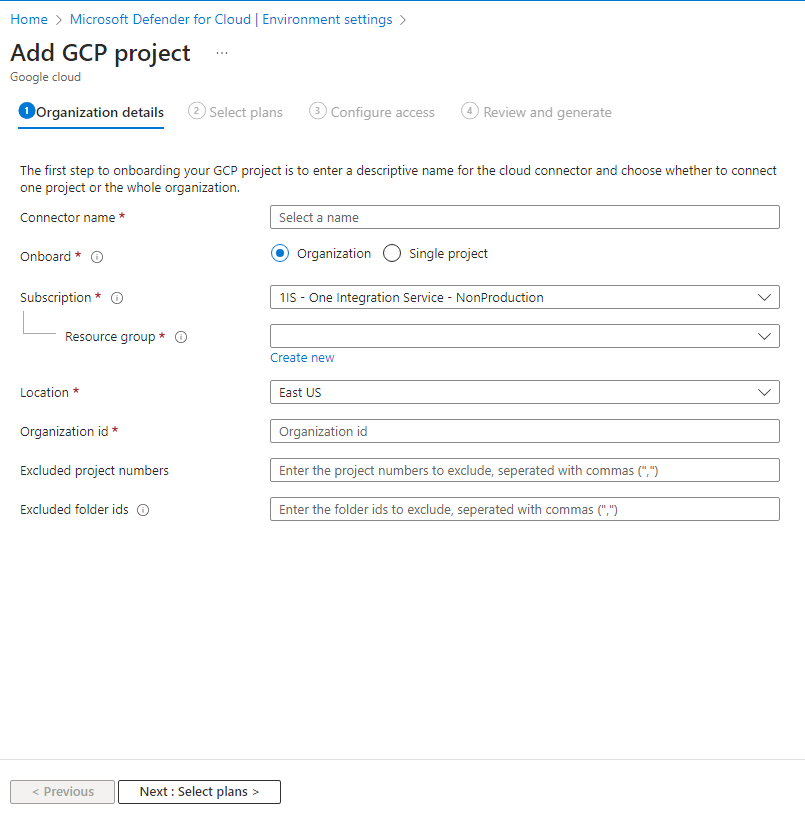 Home > Microsoft Defender for Cloud | Environment settings >
Add GCP project ...
Google cloud
1 Organization details 2 Select plans 3 Configure access 4 Review and generate
The first step to onboarding your GCP project is to enter a descriptive name for the cloud connector and choose whether to connect
one project or the whole organization.
Connector name * Select a name
Onboard * Organization Single project
Subscription * 1IS - One Integration Service - NonProduction
Resource group *
Create new
Location * East US
Organization id * Organization id
Excluded project numbers Enter the project numbers to exclude, seperated with commas (",")
Excluded folder ids Enter the folder ids to exclude, seperated with commas (",")
< Previous Next : Select plans >